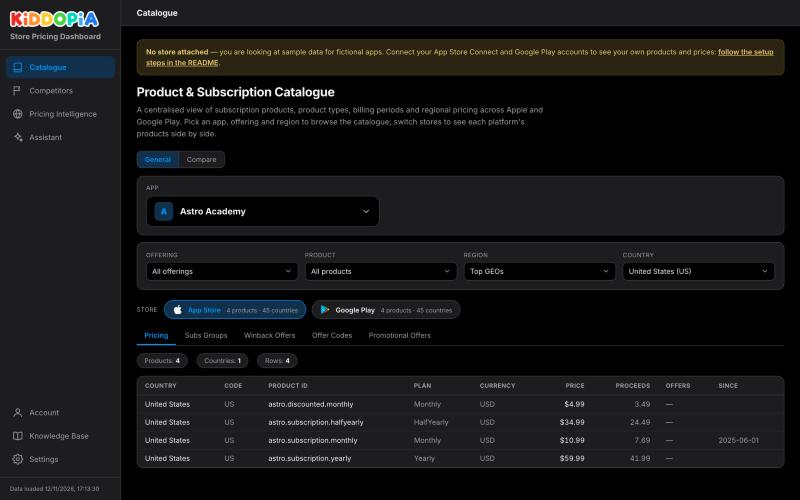 KiDDOPiA
Store Pricing Dashboard
Catalogue
Competitors
Pricing Intelligence
Assistant
Account
Knowledge Base
Settings
Data loaded 12/11/2026, 17:13:30
Catalogue
No store attached — you are looking at sample data for fictional apps. Connect your App Store Connect and Google Play accounts to see your own products and prices: follow the setup
steps in the README.
Product & Subscription Catalogue
A centralised view of subscription products, product types, billing periods and regional pricing across Apple and
Google Play. Pick an app, offering and region to browse the catalogue; switch stores to see each platform's
products side by side.
General Compare
APP
A Astro Academy
OFFERING PRODUCT REGION COUNTRY
All offerings All products Top GEOs United States (US)
STORE App Store 4 products · 45 countries Google Play 4 products · 45 countries
Pricing Subs Groups Winback Offers Offer Codes Promotional Offers
Products: 4 Countries: 1 Rows: 4
COUNTRY CODE PRODUCT ID PLAN CURRENCY PRICE PROCEEDS OFFERS SINCE
United States US astro.discounted.monthly Monthly USD $4.99 3.49 —
United States US astro.subscription.halfyearly HalfYearly USD $34.99 24.49 —
United States US astro.subscription.monthly Monthly USD $10.99 7.69 — 2025-06-01
United States US astro.subscription.yearly Yearly USD $59.99 41.99 —